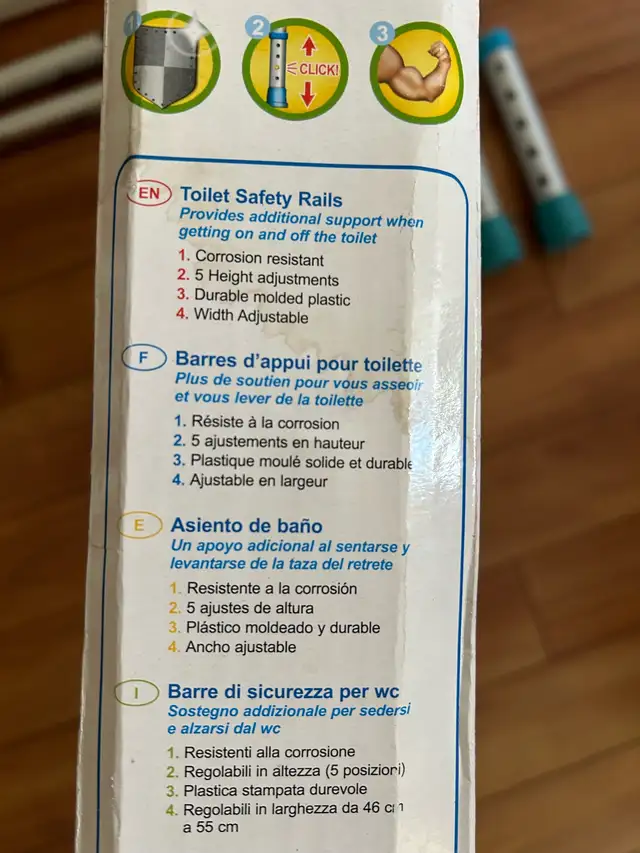 1
2
CLICK!
3
EN Toilet Safety Rails
Provides additional support when
getting on and off the toilet
1. Corrosion resistant
2. 5 Height adjustments
3. Durable molded plastic
4. Width Adjustable
F Barres d'appui pour toilette
Plus de soutien pour vous asseoir
et vous lever de la toilette
1. Résiste à la corrosion
2. 5 ajustements en hauteur
3. Plastique moulé solide et durable
4. Ajustable en largeur
E Asiento de baño
Un apoyo adicional al sentarse y
levantarse de la taza del retrete
1. Resistente a la corrosión
2. 5 ajustes de altura
3. Plástico moldeado y durable
4. Ancho ajustable
I Barre di sicurezza per wc
Sostegno addizionale per sedersi
e alzarsi dal wc
1. Resistenti alla corrosione
2. Regolabili in altezza (5 posizioni)
3. Plastica stampata durevole
4. Regolabili in larghezza da 46 cm
a 55 cm